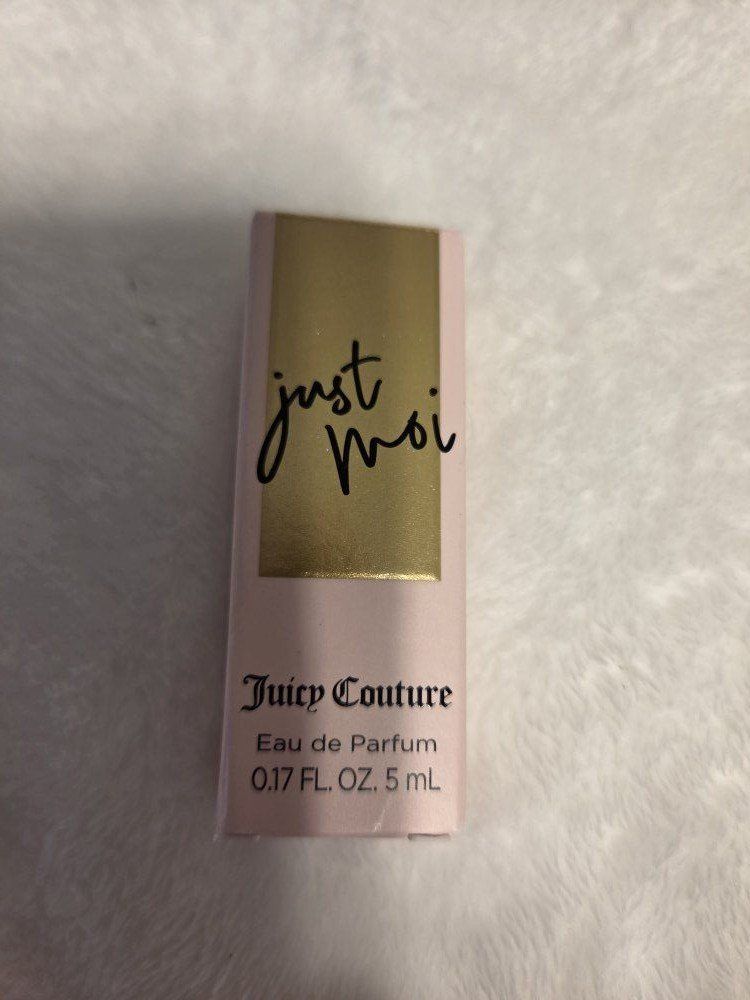 just
moi
Juicy Couture
Eau de Parfum
0.17 FL. OZ. 5 mL